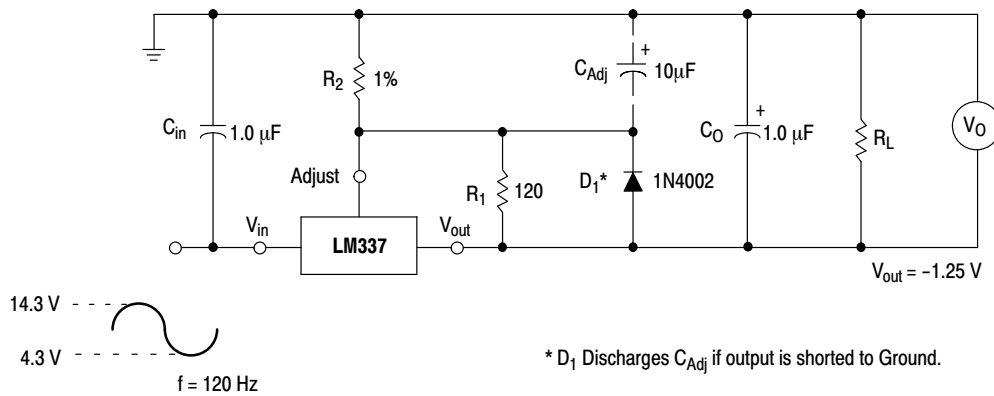 +
+
R2 1%
CAdj 10μF
Cin 1.0 μF
CO 1.0 μF
RL
VO
Adjust
R1 120
D1* 1N4002
Vin
LM337
Vout
Vout = –1.25 V
14.3 V
4.3 V
f = 120 Hz
* D1 Discharges CAdj if output is shorted to Ground.